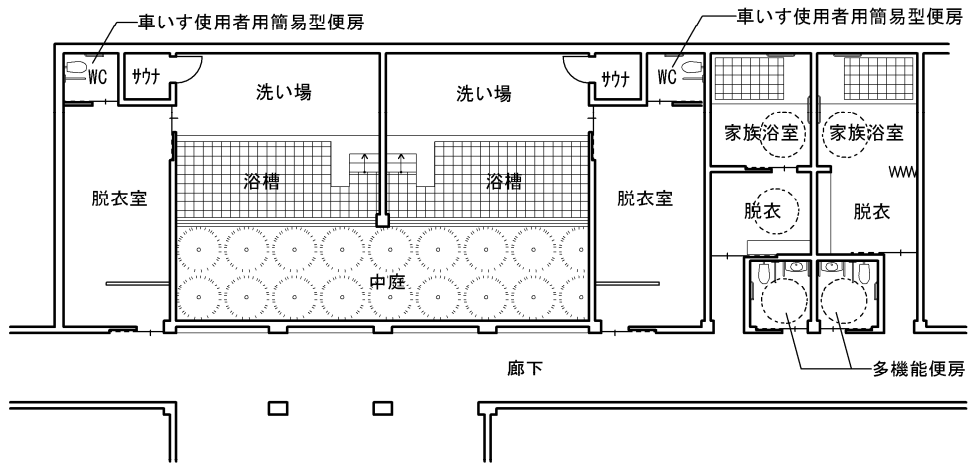 車いす使用者用簡易型便房
車いす使用者用簡易型便房
WC
サウナ
洗い場
洗い場
サウナ
WC
家族浴室
家族浴室
浴槽
浴槽
脱衣室
脱衣室
脱衣
脱衣
中庭
廊下
多機能便房